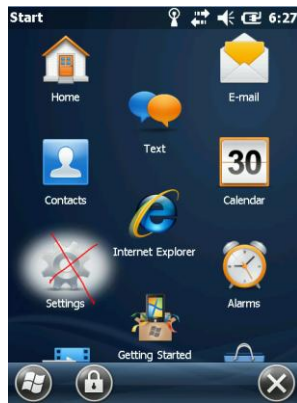 Start 6:27
Home
E-mail
Text
30
Contacts
Calendar
Internet Explorer
Settings
Alarms
Getting Started